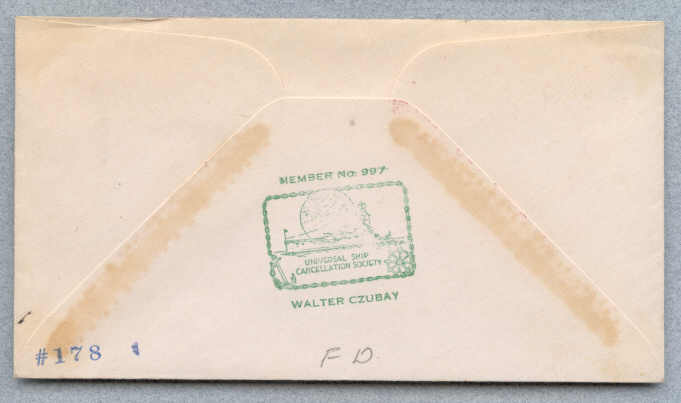 MEMBER No. 997
UNIVERSAL SHIP
CANCELLATION SOCIETY
WALTER CZUBAY
#178
F D.